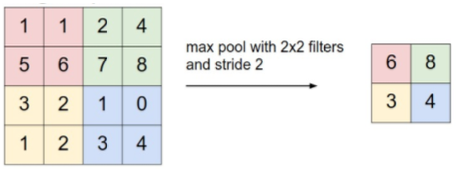 1 1 2 4
5 6 7 8
3 2 1 0
1 2 3 4
max pool with 2x2 filters
and stride 2
6 8
3 4